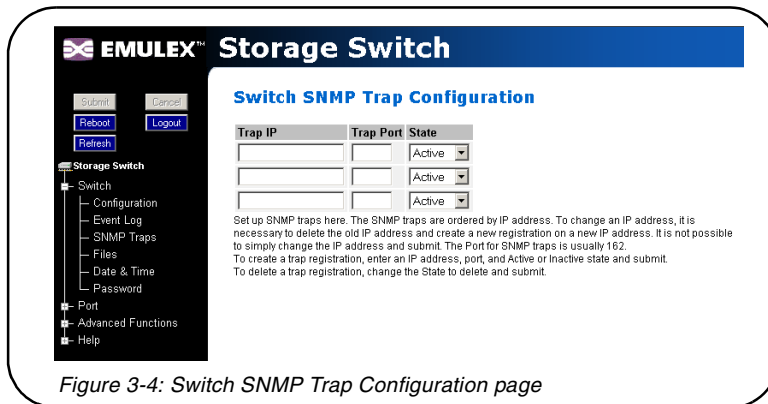 EMULEX™ Storage Switch
Submit Cancel
Reboot Logout
Refresh
Storage Switch
Switch
Configuration
Event Log
SNMP Traps
Files
Date & Time
Password
Port
Advanced Functions
Help
Switch SNMP Trap Configuration
Trap IP Trap Port State
Active
Active
Active
Set up SNMP traps here. The SNMP traps are ordered by IP address. To change an IP address, it is
necessary to delete the old IP address and create a new registration on a new IP address. It is not possible
to simply change the IP address and submit. The Port for SNMP traps is usually 162.
To create a trap registration, enter an IP address, port, and Active or Inactive state and submit.
To delete a trap registration, change the State to delete and submit.
Figure 3-4: Switch SNMP Trap Configuration page